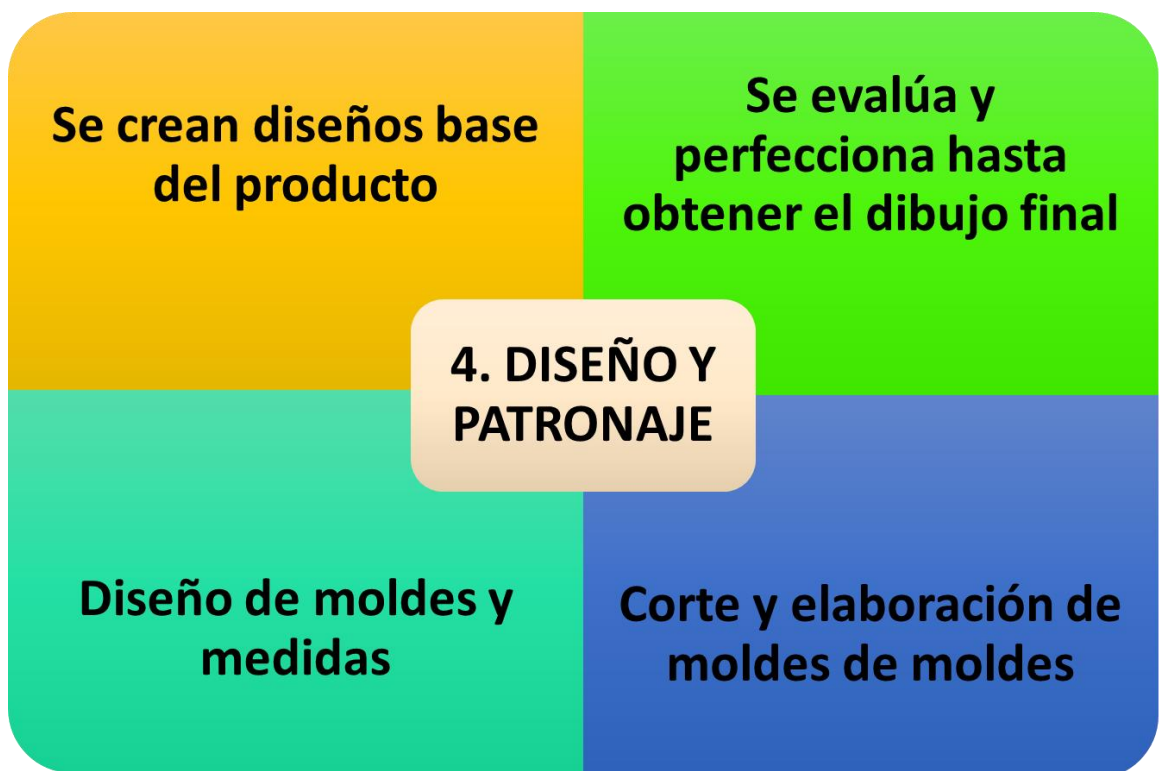 Se crean diseños base
del producto
Se evalúa y
perfecciona hasta
obtener el dibujo final
4. DISEÑO Y
PATRONAJE
Diseño de moldes y
medidas
Corte y elaboración de
moldes de moldes